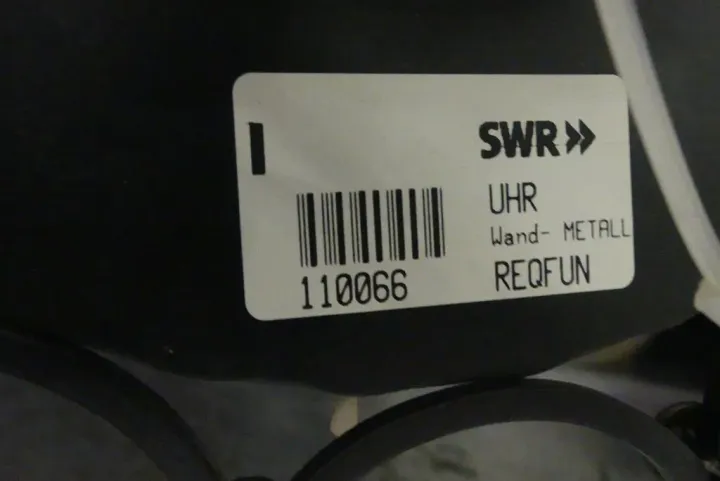 SWR
UHR
Wand- METALL
REQFUN
110066